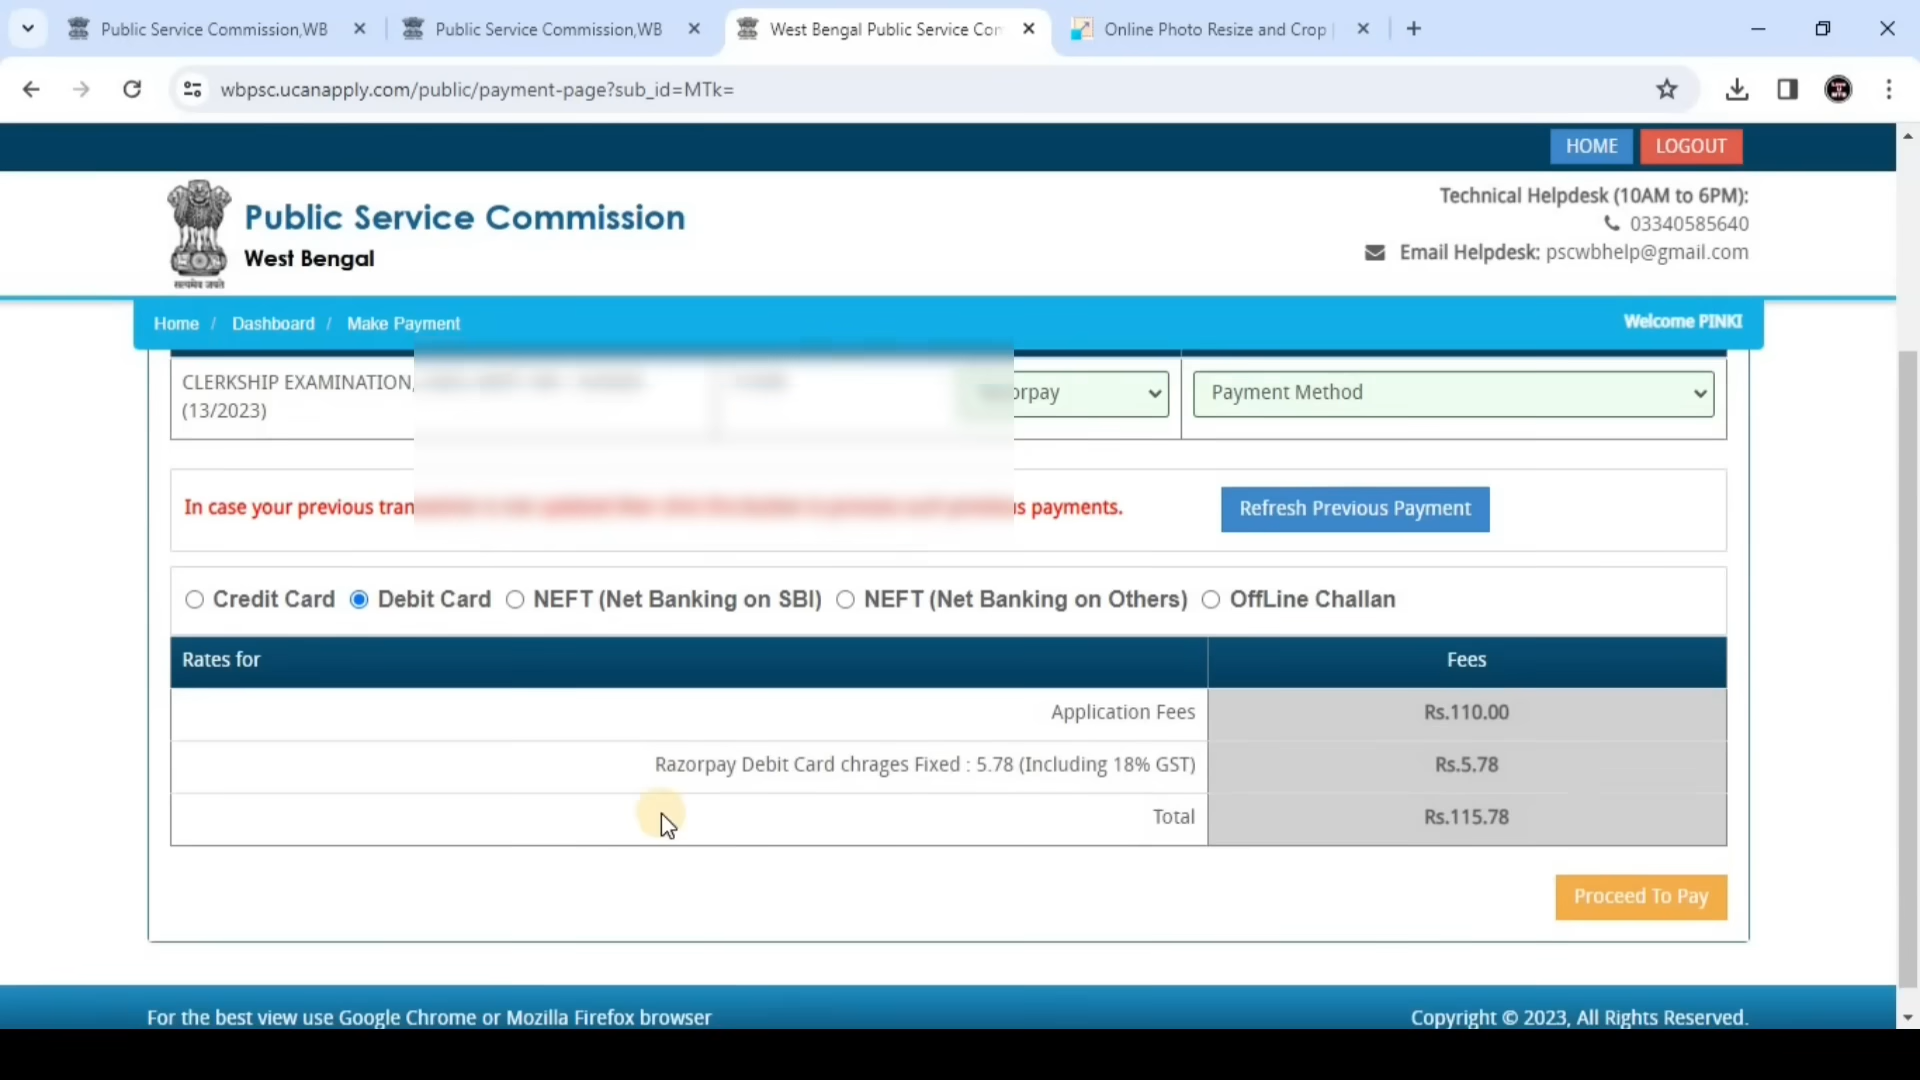 Public Service Commission,WB
Public Service Commission,WB
West Bengal Public Service Com
Online Photo Resize and Crop
wbpsc.ucanapply.com/public/payment-page?sub_id=MTk=
HOME LOGOUT
Public Service Commission
West Bengal
सत्यमेव जयते
Technical Helpdesk (10AM to 6PM):
03340585640
Email Helpdesk: pscwbhelp@gmail.com
Home / Dashboard / Make Payment
Welcome PINKI
CLERKSHIP EXAMINATION,
(13/2023)
orpay
Payment Method
In case your previous tran
s payments.
Refresh Previous Payment
Credit Card Debit Card NEFT (Net Banking on SBI) NEFT (Net Banking on Others) OffLine Challan
Rates for Fees
Application Fees Rs.110.00
Razorpay Debit Card chrages Fixed : 5.78 (Including 18% GST) Rs.5.78
Total Rs.115.78
Proceed To Pay
For the best view use Google Chrome or Mozilla Firefox browser
Copyright © 2023, All Rights Reserved.